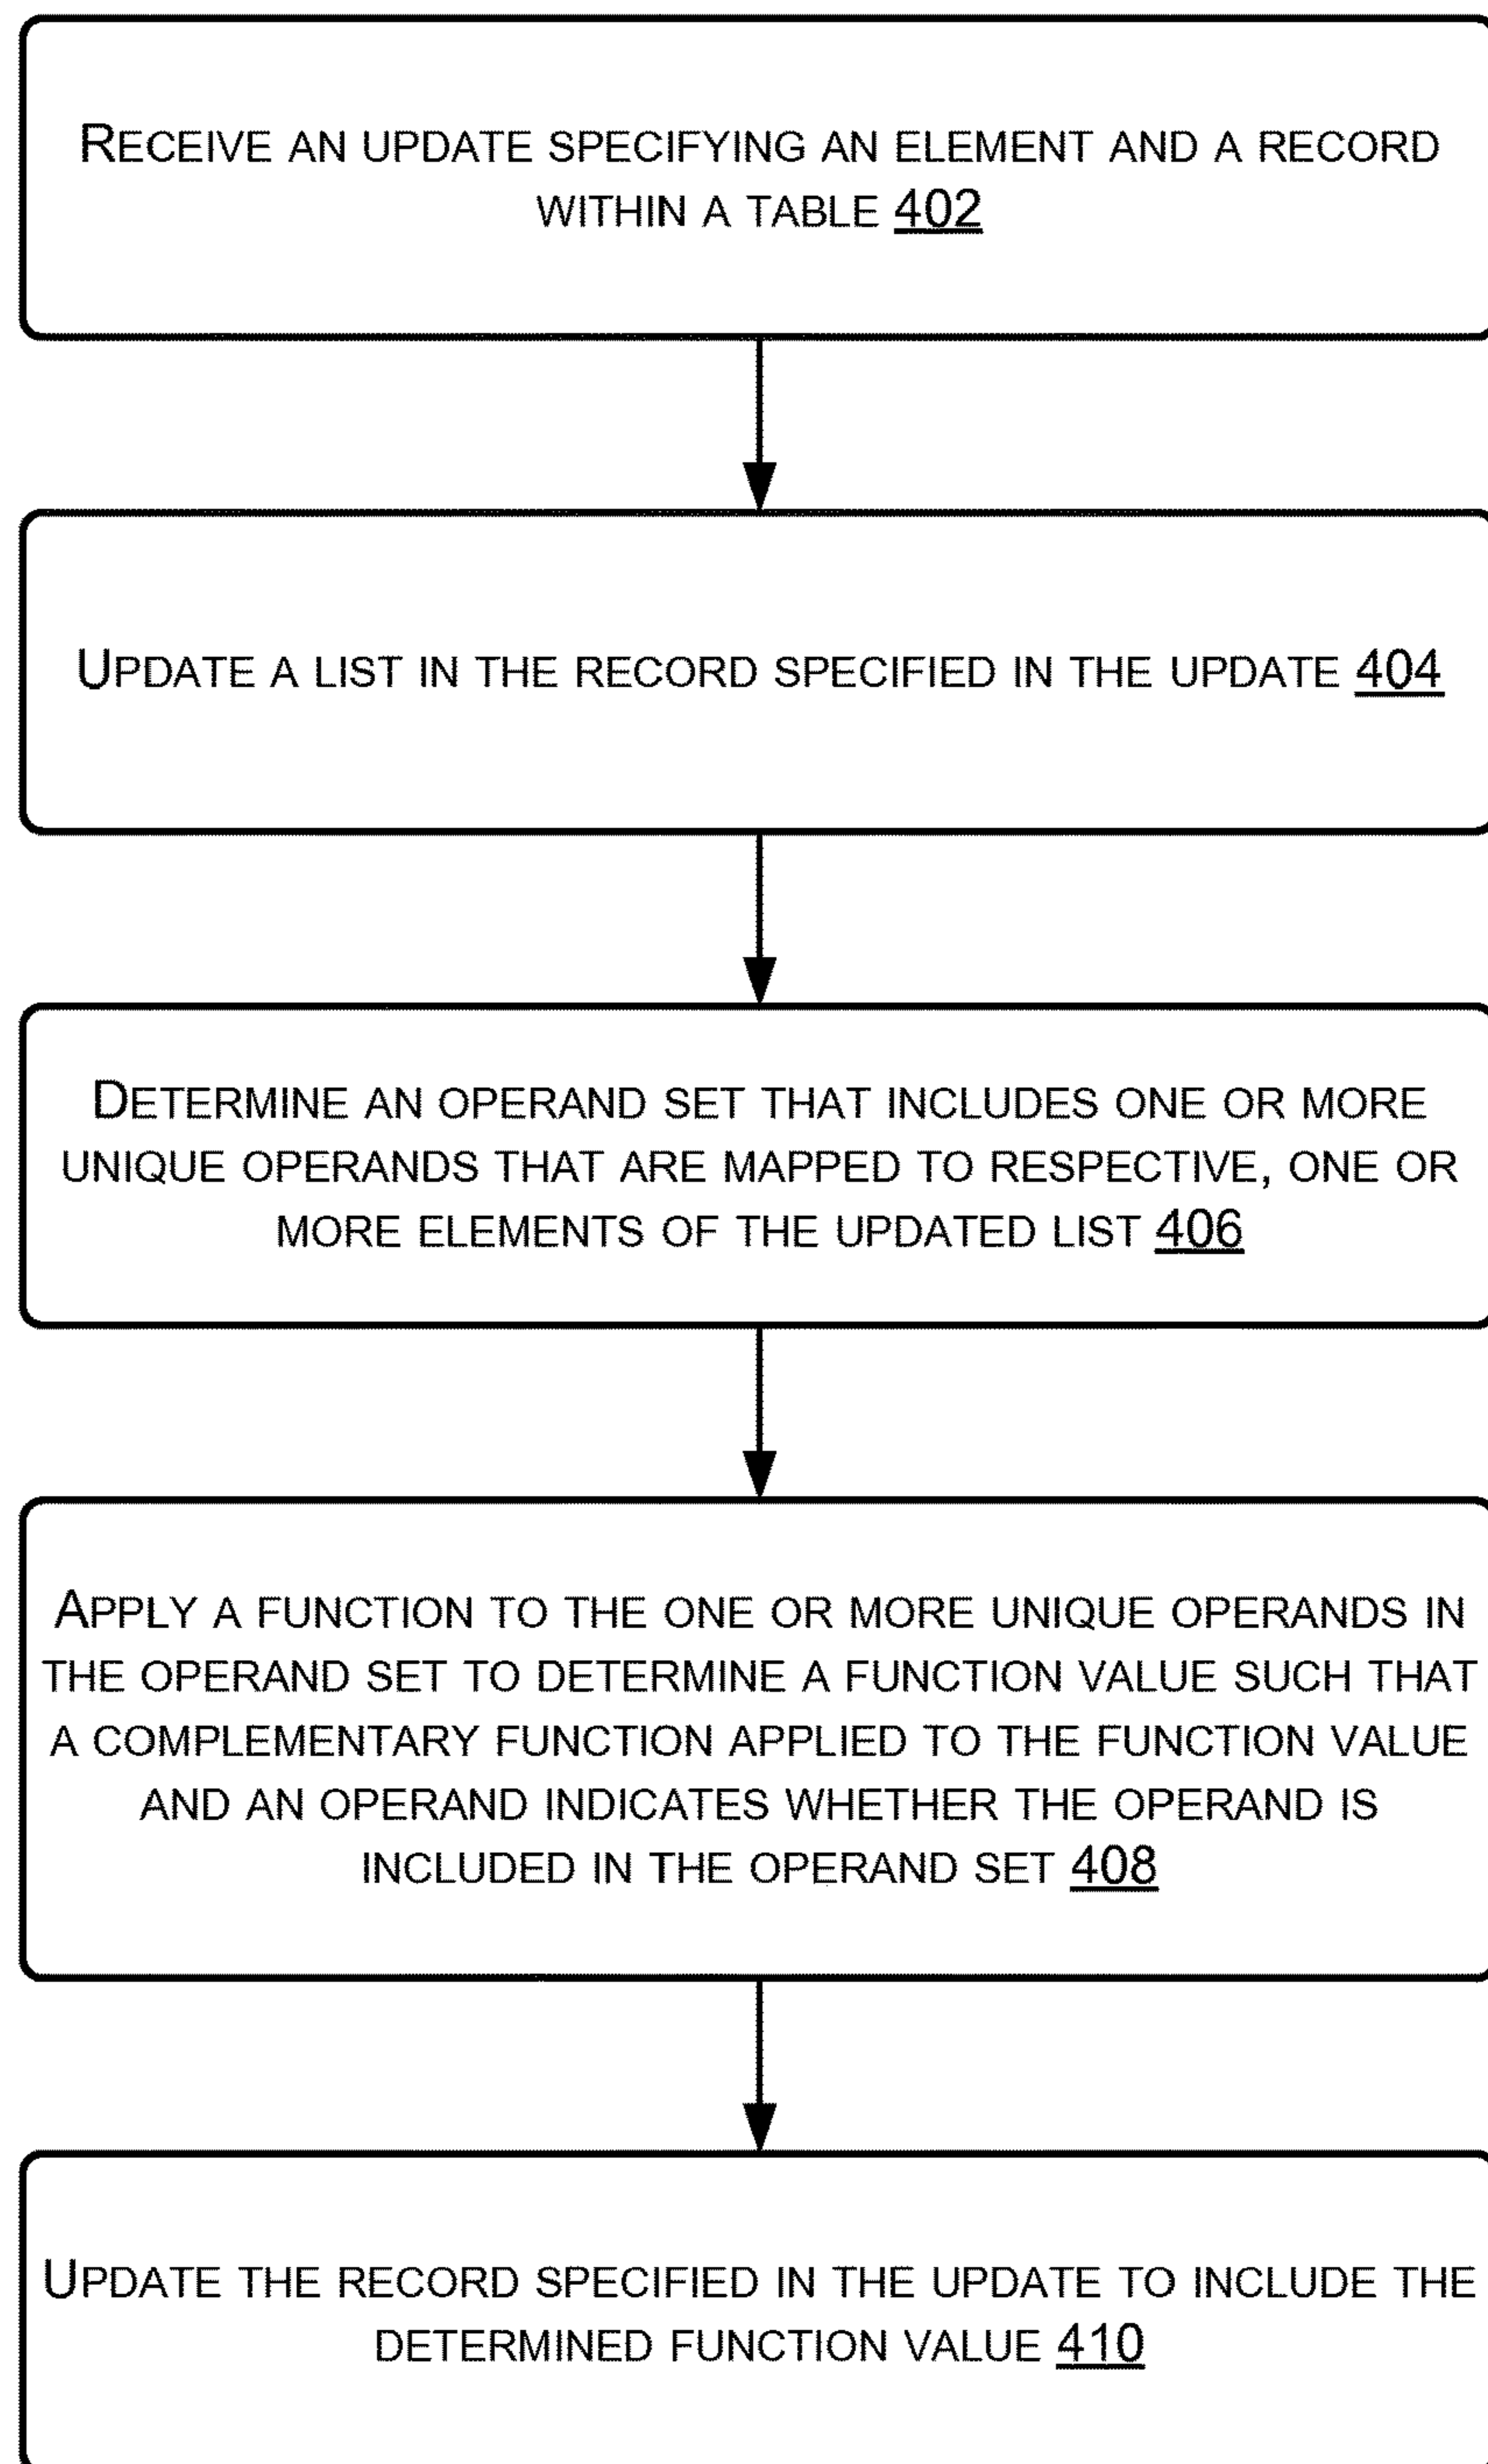 RECEIVE AN UPDATE SPECIFYING AN ELEMENT AND A RECORD
WITHIN A TABLE 402
UPDATE A LIST IN THE RECORD SPECIFIED IN THE UPDATE 404
DETERMINE AN OPERAND SET THAT INCLUDES ONE OR MORE
UNIQUE OPERANDS THAT ARE MAPPED TO RESPECTIVE, ONE OR
MORE ELEMENTS OF THE UPDATED LIST 406
APPLY A FUNCTION TO THE ONE OR MORE UNIQUE OPERANDS IN
THE OPERAND SET TO DETERMINE A FUNCTION VALUE SUCH THAT
A COMPLEMENTARY FUNCTION APPLIED TO THE FUNCTION VALUE
AND AN OPERAND INDICATES WHETHER THE OPERAND IS
INCLUDED IN THE OPERAND SET 408
UPDATE THE RECORD SPECIFIED IN THE UPDATE TO INCLUDE THE
DETERMINED FUNCTION VALUE 410